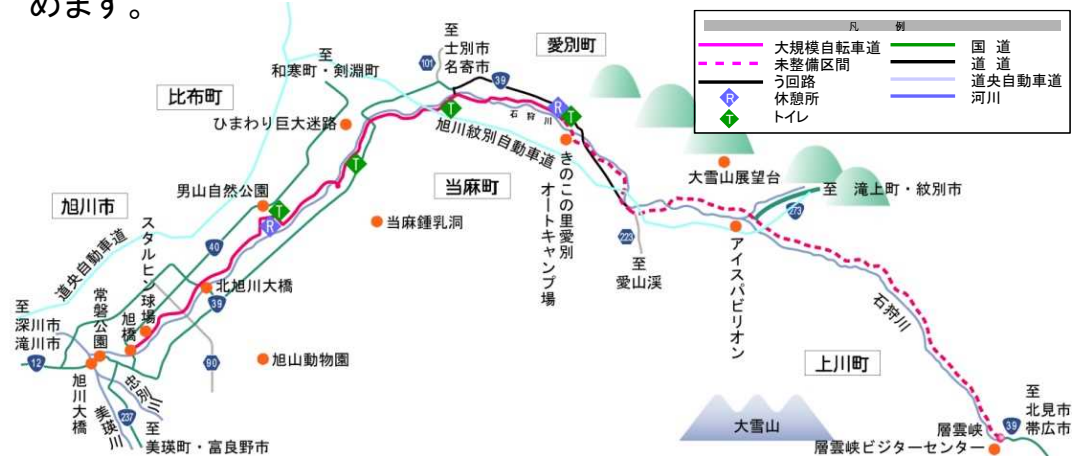 めます。
凡 例
大規模自転車道
未整備区間
う回路
休憩所
トイレ
国 道
道 道
道央自動車道
河川
R
T
愛別町
至
士別市
名寄市
101
39
至
和寒町・剣淵町
比布町
ひまわり巨大迷路
T
石狩川
旭川紋別自動車道
R
T
きのこの里愛別
オートキャンプ場
大雪山展望台
至 滝上町・紋別市
273
男山自然公園
T
T
R
当麻町
当麻鍾乳洞
旭川市
スタルヒン球場
道央自動車道
40
北旭川大橋
39
223
至
愛山渓
アイスパビリオン
石狩川
至
深川市
滝川市
常磐公園
旭橋
12
90
旭山動物園
旭川大橋
忠別川
美瑛川
237
至
美瑛町・富良野市
上川町
大雪山
至
北見市
帯広市
39
層雲峡
層雲峡ビジターセンター